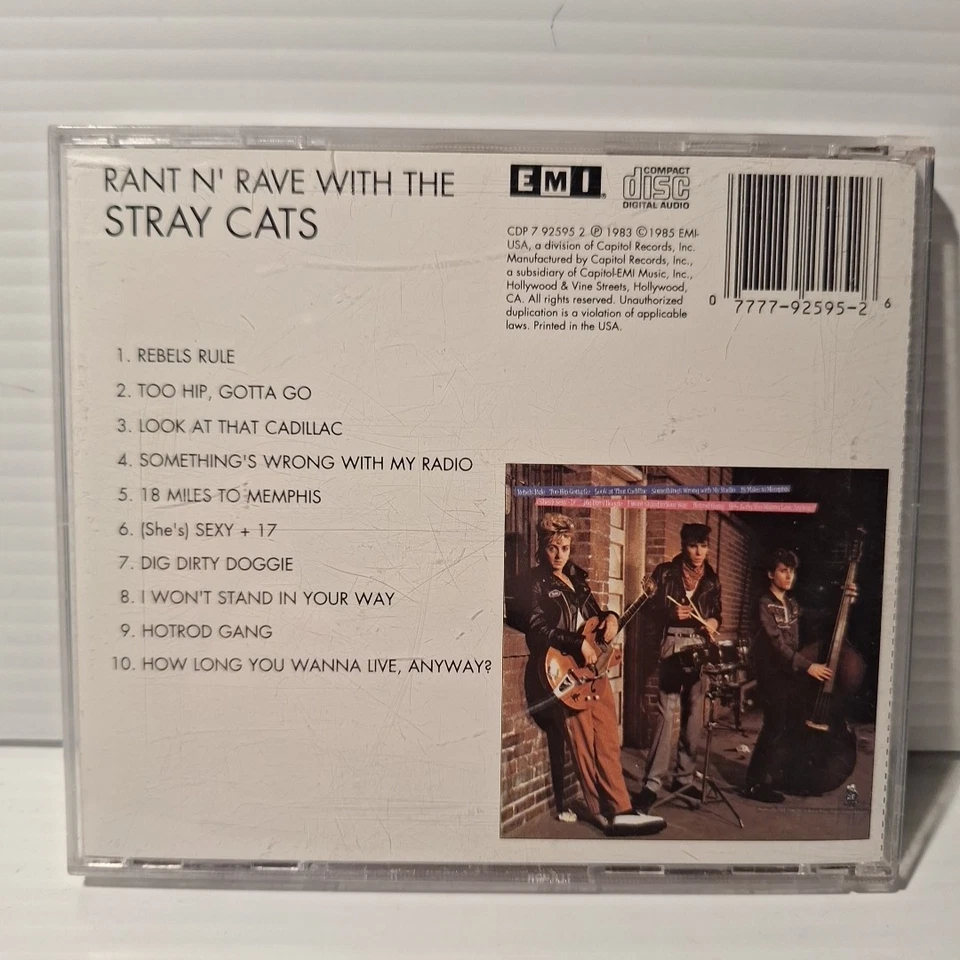 RANT N' RAVE WITH THE
STRAY CATS
EMI
COMPACT
disc
DIGITAL AUDIO
CDP 7 92595 2 ℗ 1983 © 1985 EMI-
USA, a division of Capitol Records, Inc.
Manufactured by Capitol Records, Inc.,
a subsidiary of Capitol-EMI Music, Inc.,
Hollywood & Vine Streets, Hollywood,
CA. All rights reserved. Unauthorized
duplication is a violation of applicable
laws. Printed in the USA.
0 7777-92595-2 6
1. REBELS RULE
2. TOO HIP, GOTTA GO
3. LOOK AT THAT CADILLAC
4. SOMETHING'S WRONG WITH MY RADIO
5. 18 MILES TO MEMPHIS
6. (She's) SEXY + 17
7. DIG DIRTY DOGGIE
8. I WON'T STAND IN YOUR WAY
9. HOTROD GANG
10. HOW LONG YOU WANNA LIVE, ANYWAY?